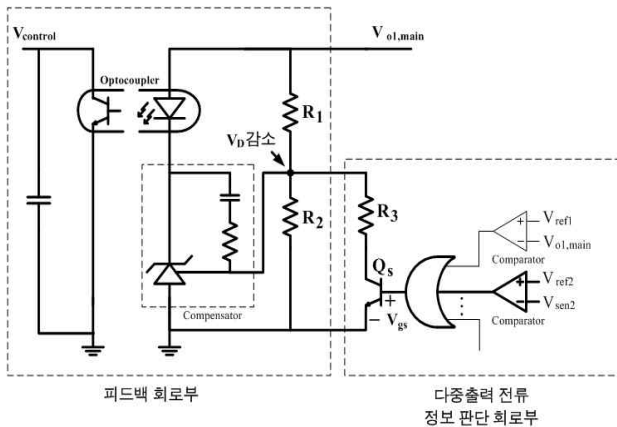 Vcontrol
Vo1,main
Optocoupler
R1
VD감소
R2
R3
Vref1
Vo1,main
Comparator
Qs
Vref2
Vsen2
Comparator
+
− Vgs
Compensator
피드백 회로부
다중출력 전류
정보 판단 회로부